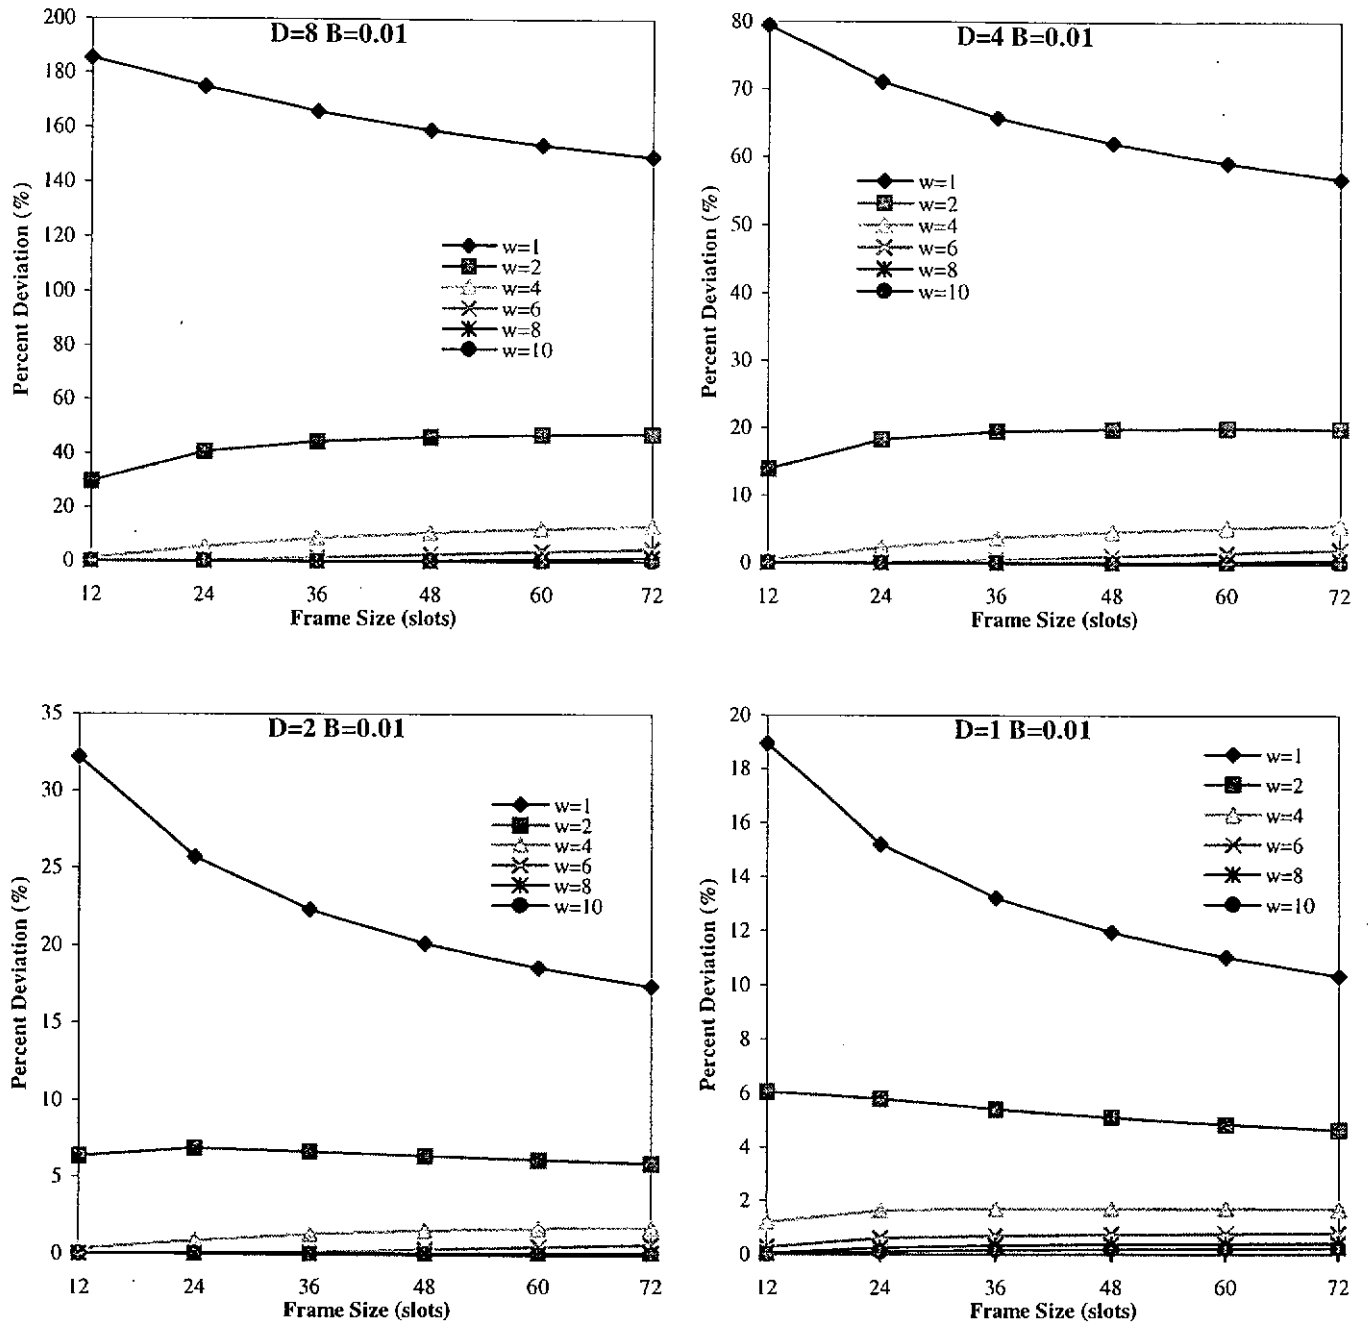 D=8 B=0.01
Percent Deviation (%)
200
180
160
140
120
100
80
60
40
20
0
w=1
w=2
w=4
w=6
w=8
w=10
12 24 36 48 60 72
Frame Size (slots)
D=4 B=0.01
Percent Deviation (%)
80
70
60
50
40
30
20
10
0
w=1
w=2
w=4
w=6
w=8
w=10
12 24 36 48 60 72
Frame Size (slots)
D=2 B=0.01
Percent Deviation (%)
35
30
25
20
15
10
5
0
w=1
w=2
w=4
w=6
w=8
w=10
12 24 36 48 60 72
Frame Size (slots)
D=1 B=0.01
Percent Deviation (%)
20
18
16
14
12
10
8
6
4
2
0
w=1
w=2
w=4
w=6
w=8
w=10
12 24 36 48 60 72
Frame Size (slots)